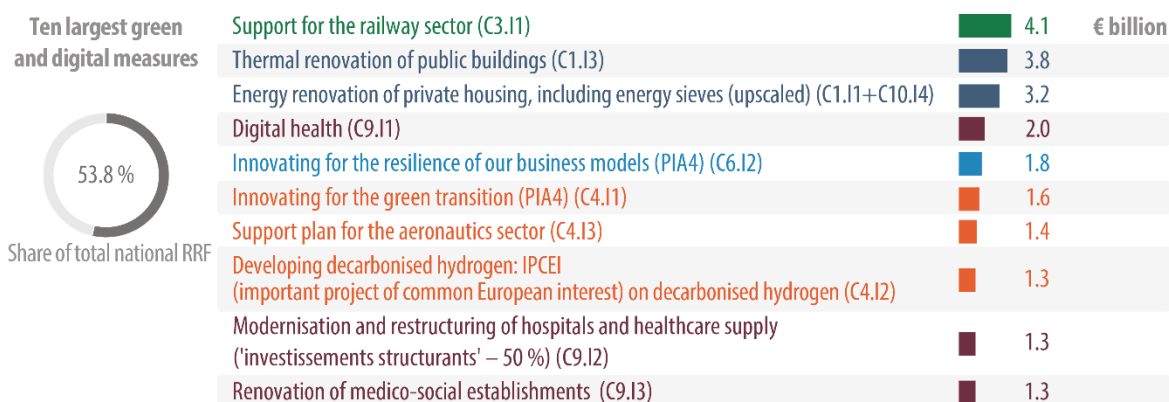 Ten largest green
and digital measures
53.8 %
Share of total national RRF
€ billion
Support for the railway sector (C3.I1) 4.1
Thermal renovation of public buildings (C1.I3) 3.8
Energy renovation of private housing, including energy sieves (upscaled) (C1.I1+C10.I4) 3.2
Digital health (C9.I1) 2.0
Innovating for the resilience of our business models (PIA4) (C6.I2) 1.8
Innovating for the green transition (PIA4) (C4.I1) 1.6
Support plan for the aeronautics sector (C4.I3) 1.4
Developing decarbonised hydrogen: IPCEI
(important project of common European interest) on decarbonised hydrogen (C4.I2) 1.3
Modernisation and restructuring of hospitals and healthcare supply
('investissements structurants' – 50 %) (C9.I2) 1.3
Renovation of medico-social establishments (C9.I3) 1.3